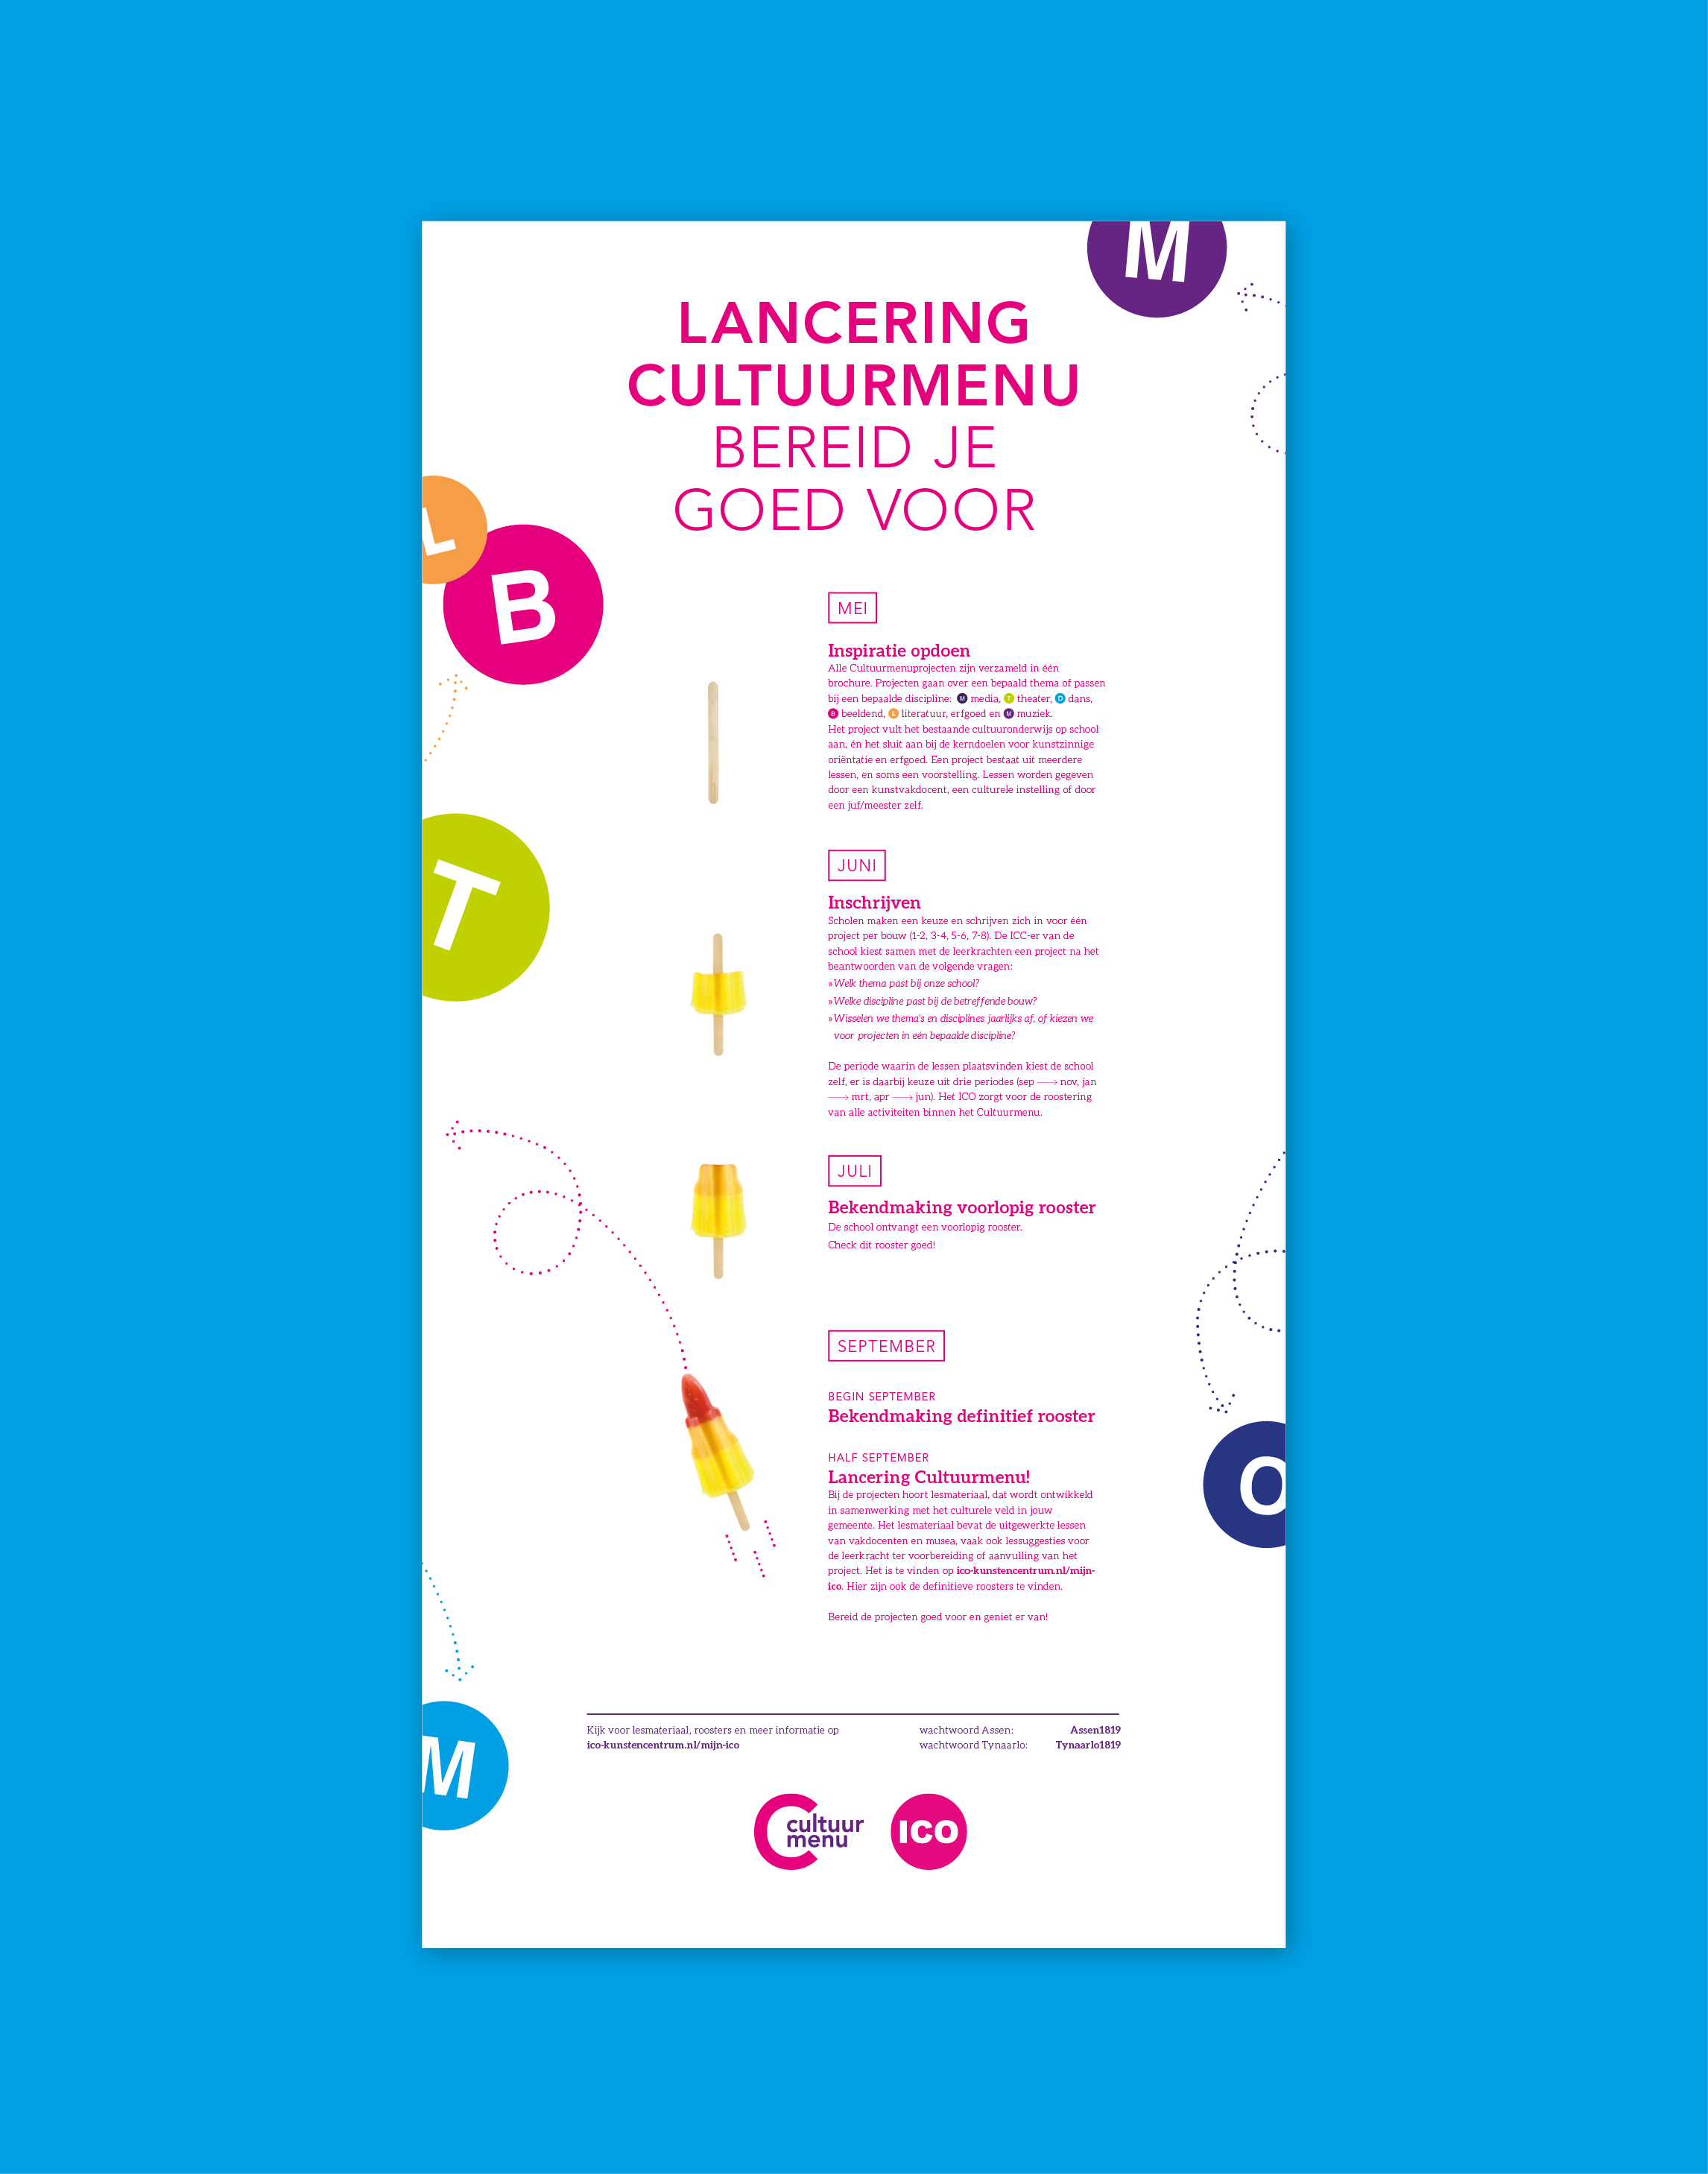 M
LANCERING
CULTUURMENU
BEREID JE
GOED VOOR
L
B
MEI
Inspiratie opdoen
Alle Cultuurmenuprojecten zijn verzameld in één
brochure. Projecten gaan over een bepaald thema of passen
bij een bepaalde discipline: M media, T theater, D dans,
B beeldend, L literatuur, erfgoed en M muziek.
Het project vult het bestaande cultuuronderwijs op school
aan, én het sluit aan bij de kerndoelen voor kunstzinnige
oriëntatie en erfgoed. Een project bestaat uit meerdere
lessen, en soms een voorstelling. Lessen worden gegeven
door een kunstvakdocent, een culturele instelling of door
een juf/meester zelf.
T
JUNI
Inschrijven
Scholen maken een keuze en schrijven zich in voor één
project per bouw (1-2, 3-4, 5-6, 7-8). De ICC-er van de
school kiest samen met de leerkrachten een project na het
beantwoorden van de volgende vragen:
»Welk thema past bij onze school?
»Welke discipline past bij de betreffende bouw?
»Wisselen we thema's en disciplines jaarlijks af, of kiezen we
voor projecten in eén bepaalde discipline?
De periode waarin de lessen plaatsvinden kiest de school
zelf, er is daarbij keuze uit drie periodes (sep ⟶ nov, jan
⟶ mrt, apr ⟶ jun). Het ICO zorgt voor de roostering
van alle activiteiten binnen het Cultuurmenu.
JULI
Bekendmaking voorlopig rooster
De school ontvangt een voorlopig rooster.
Check dit rooster goed!
SEPTEMBER
BEGIN SEPTEMBER
Bekendmaking definitief rooster
HALF SEPTEMBER
Lancering Cultuurmenu!
Bij de projecten hoort lesmateriaal, dat wordt ontwikkeld
in samenwerking met het culturele veld in jouw
gemeente. Het lesmateriaal bevat de uitgewerkte lessen
van vakdocenten en musea, vaak ook lessuggesties voor
de leerkracht ter voorbereiding of aanvulling van het
project. Het is te vinden op ico-kunstencentrum.nl/mijn-
ico. Hier zijn ook de definitieve roosters te vinden.
Bereid de projecten goed voor en geniet er van!
O
M
Kijk voor lesmateriaal, roosters en meer informatie op
ico-kunstencentrum.nl/mijn-ico
wachtwoord Assen: Assen1819
wachtwoord Tynaarlo: Tynaarlo1819
cultuur
menu
ICO